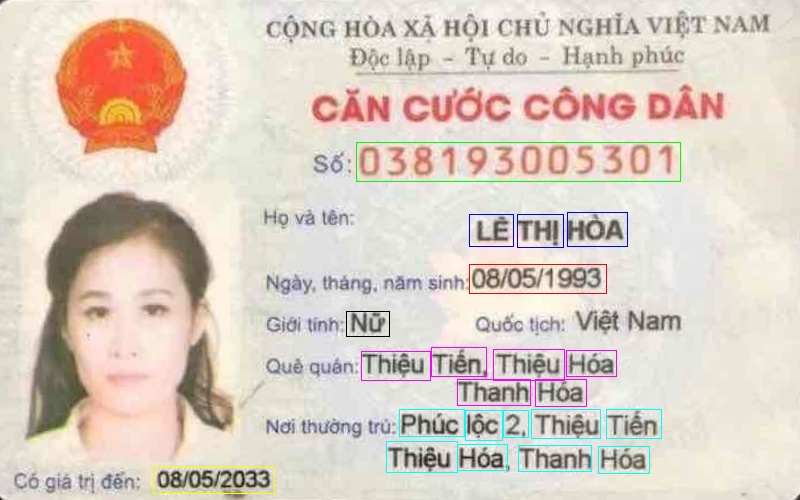 CỘNG HÒA XÃ HỘI CHỦ NGHĨA VIỆT NAM
Độc lập - Tự do - Hạnh phúc
CĂN CƯỚC CÔNG DÂN
Số: 038193005301
Họ và tên: LÊ THỊ HÒA
Ngày, tháng, năm sinh: 08/05/1993
Giới tính: Nữ Quốc tịch: Việt Nam
Quê quán: Thiệu Tiến, Thiệu Hóa
Thanh Hóa
Nơi thường trú: Phúc lộc 2, Thiệu Tiến
Thiệu Hóa, Thanh Hóa
Có giá trị đến: 08/05/2033